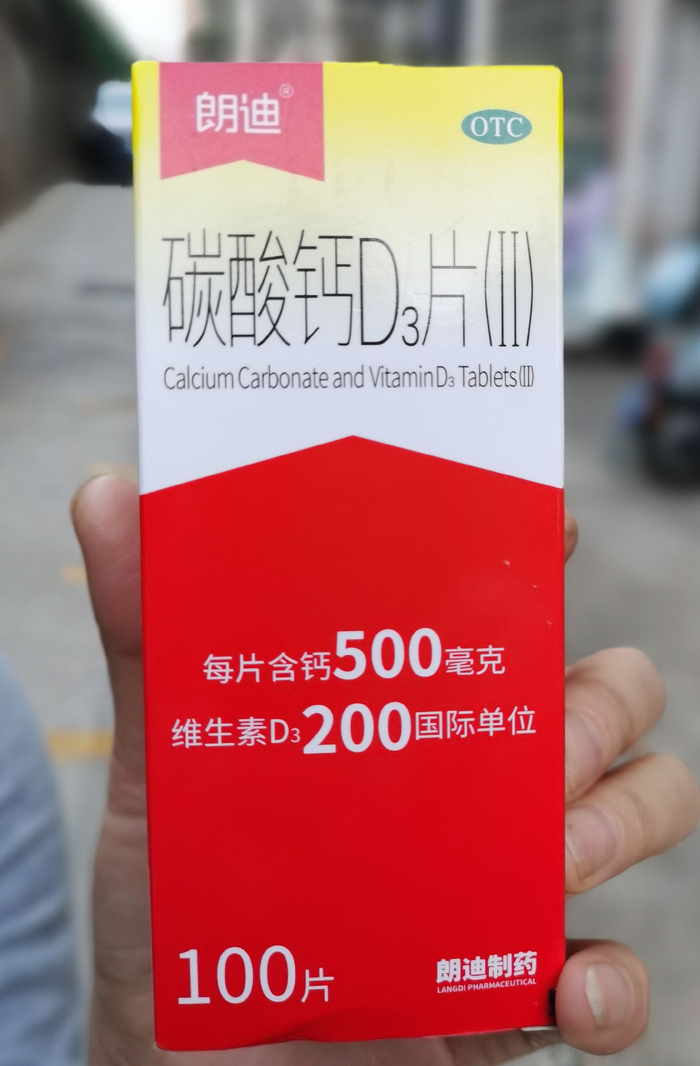 朗迪®
OTC
碳酸钙D₃片(II)
Calcium Carbonate and Vitamin D₃ Tablets(II)
每片含钙500毫克
维生素D₃200国际单位
100片
朗迪制药
LANGDI PHARMACEUTICAL